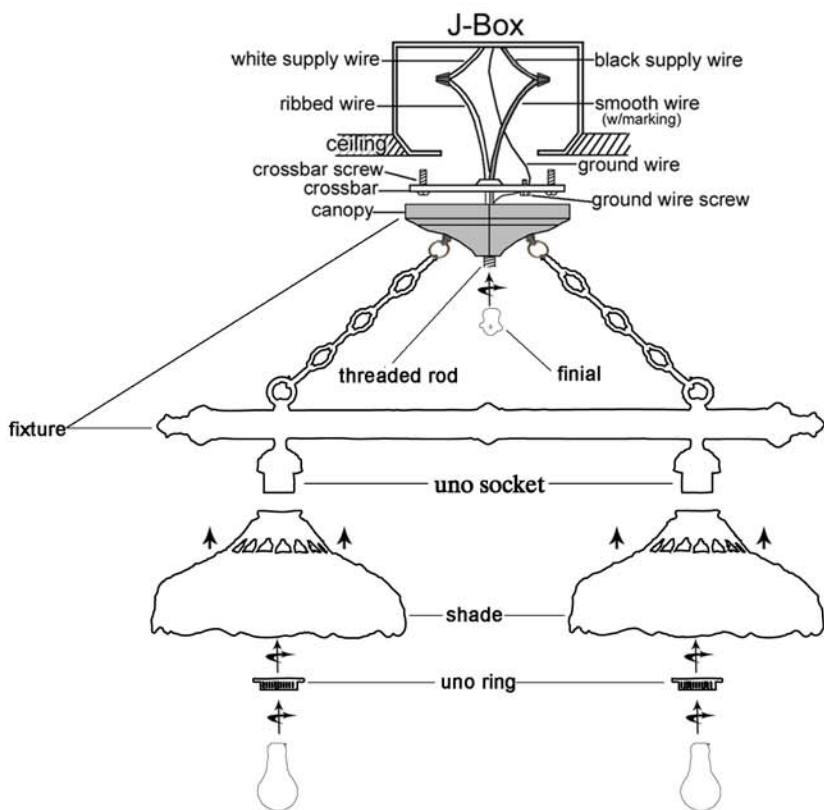 J-Box
white supply wire
black supply wire
ribbed wire
smooth wire
(w/marking)
ceiling
crossbar screw
ground wire
crossbar
ground wire screw
canopy
threaded rod
finial
fixture
uno socket
shade
uno ring